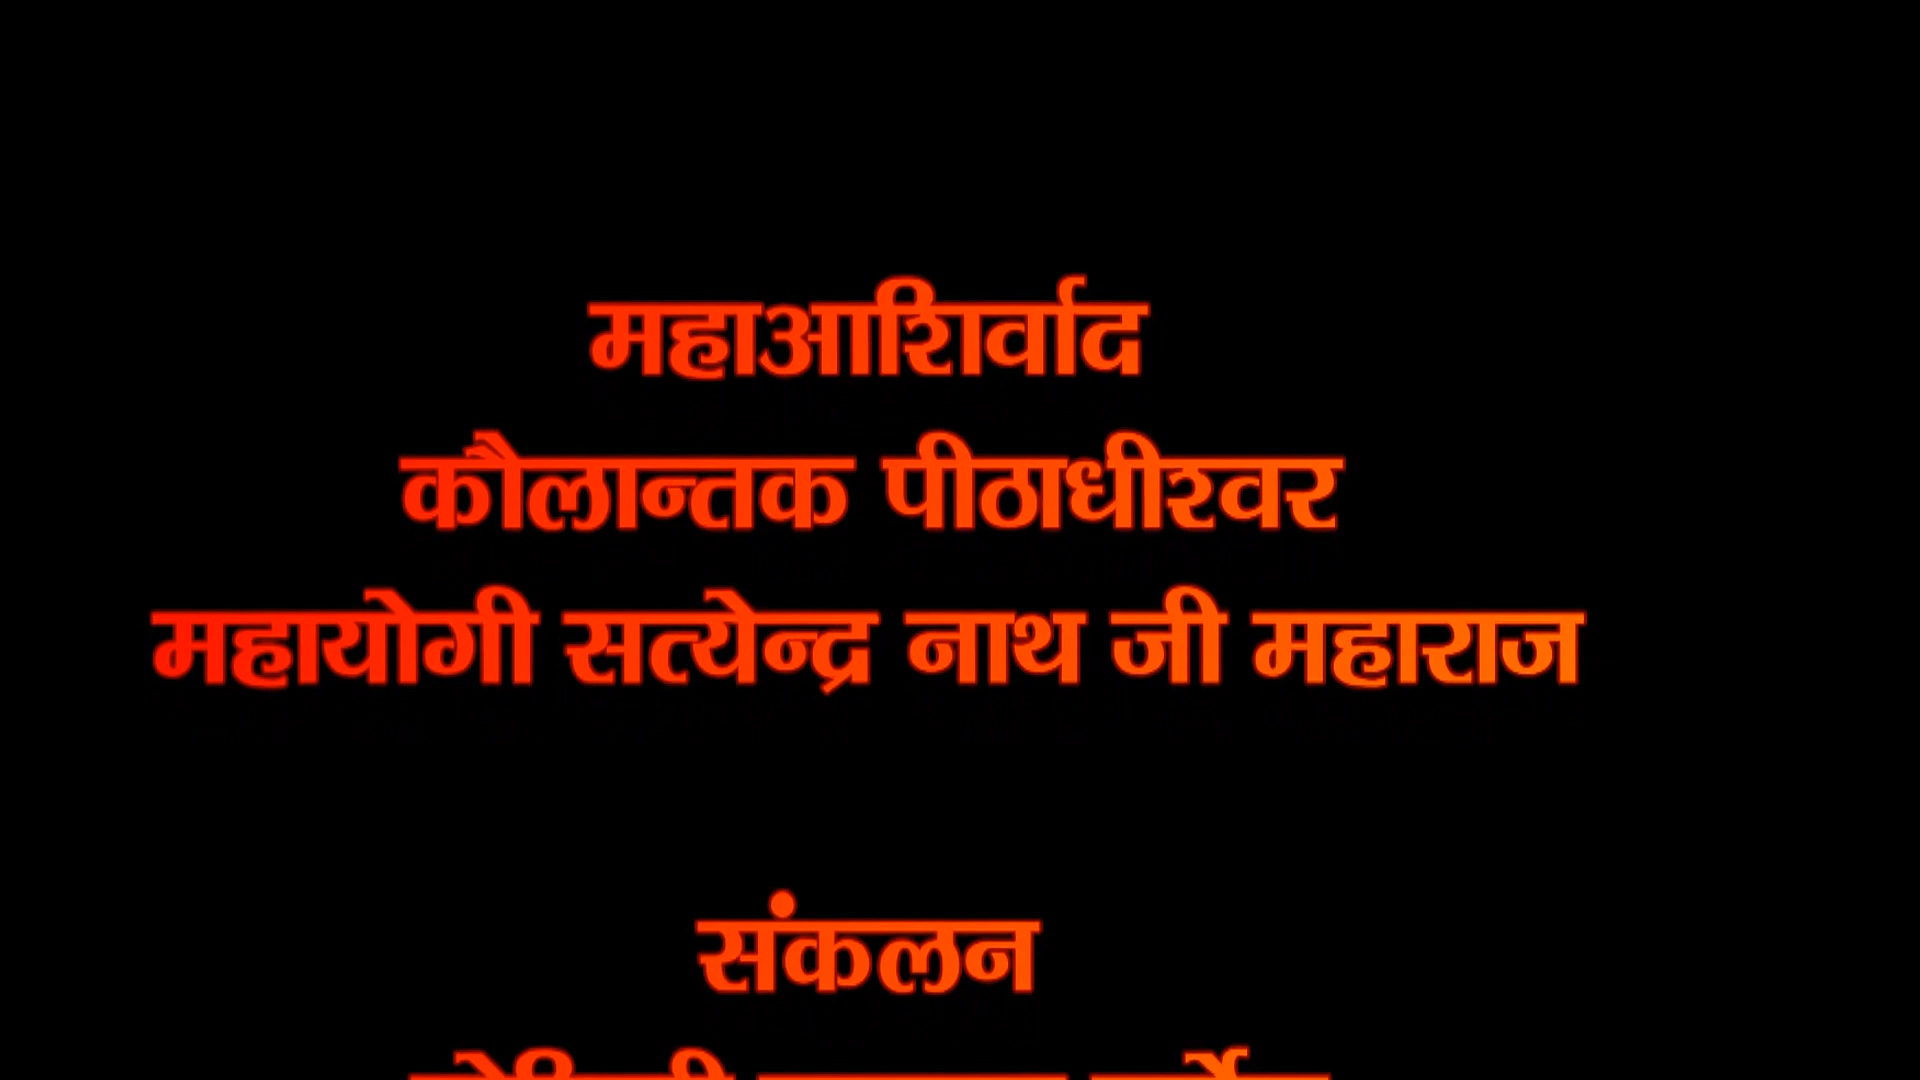 महाआशिर्वाद
कौलान्तक पीठाधीश्वर
महायोगी सत्येन्द्र नाथ जी महाराज
संकलन